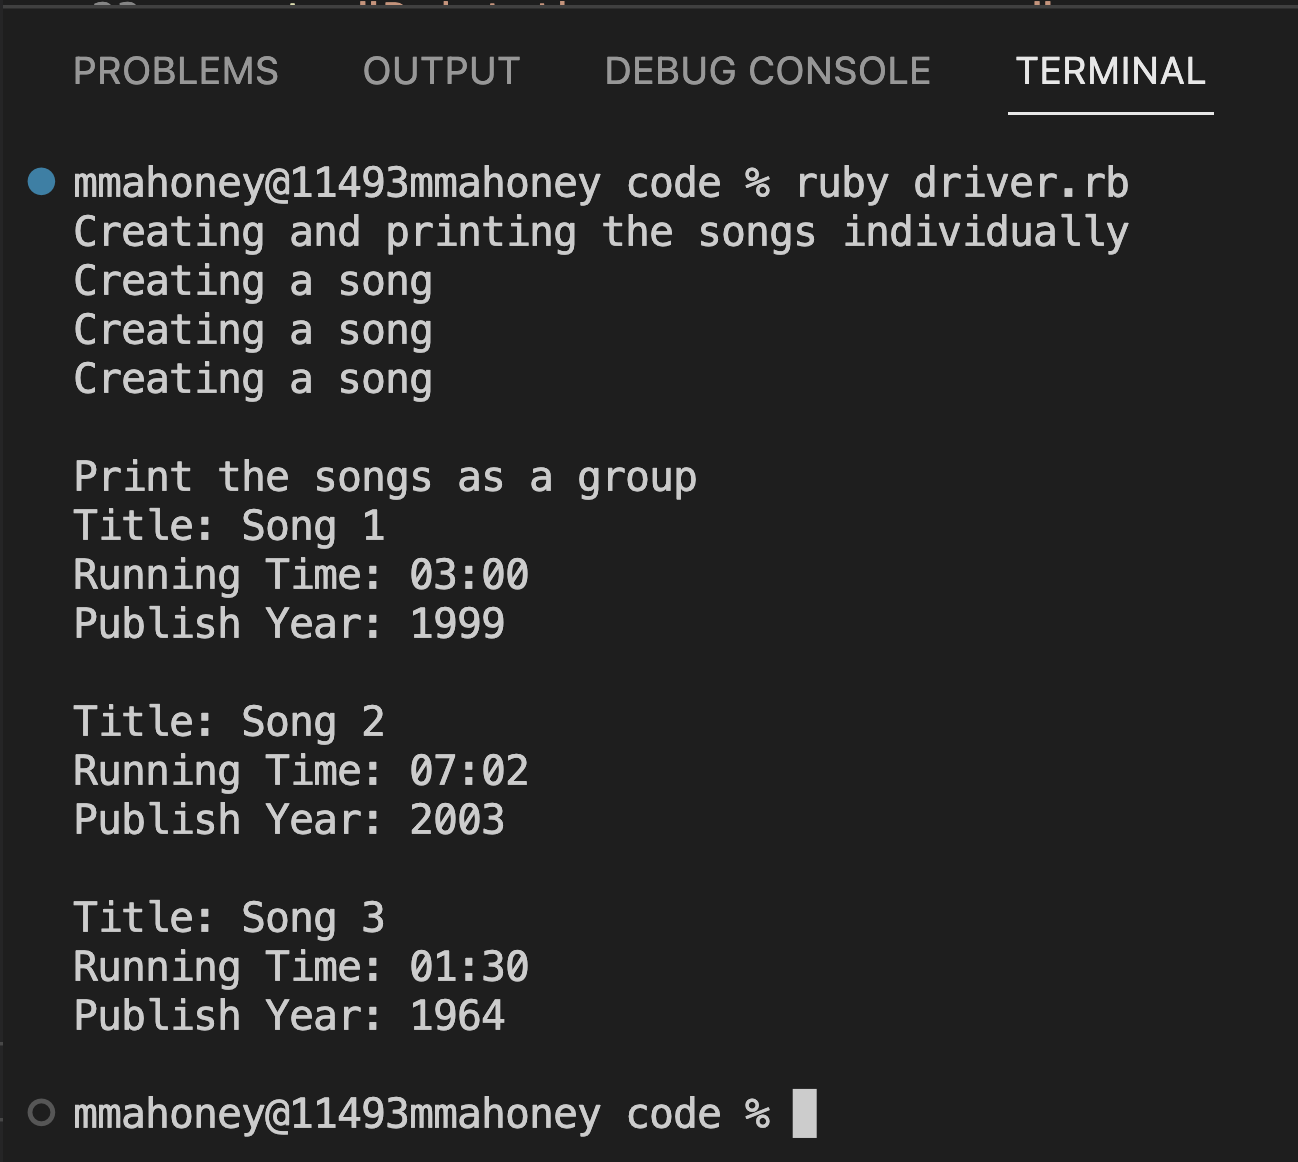 PROBLEMS OUTPUT DEBUG CONSOLE TERMINAL
mmahoney@11493mmahoney code % ruby driver.rb
Creating and printing the songs individually
Creating a song
Creating a song
Creating a song
Print the songs as a group
Title: Song 1
Running Time: 03:00
Publish Year: 1999
Title: Song 2
Running Time: 07:02
Publish Year: 2003
Title: Song 3
Running Time: 01:30
Publish Year: 1964
mmahoney@11493mmahoney code %